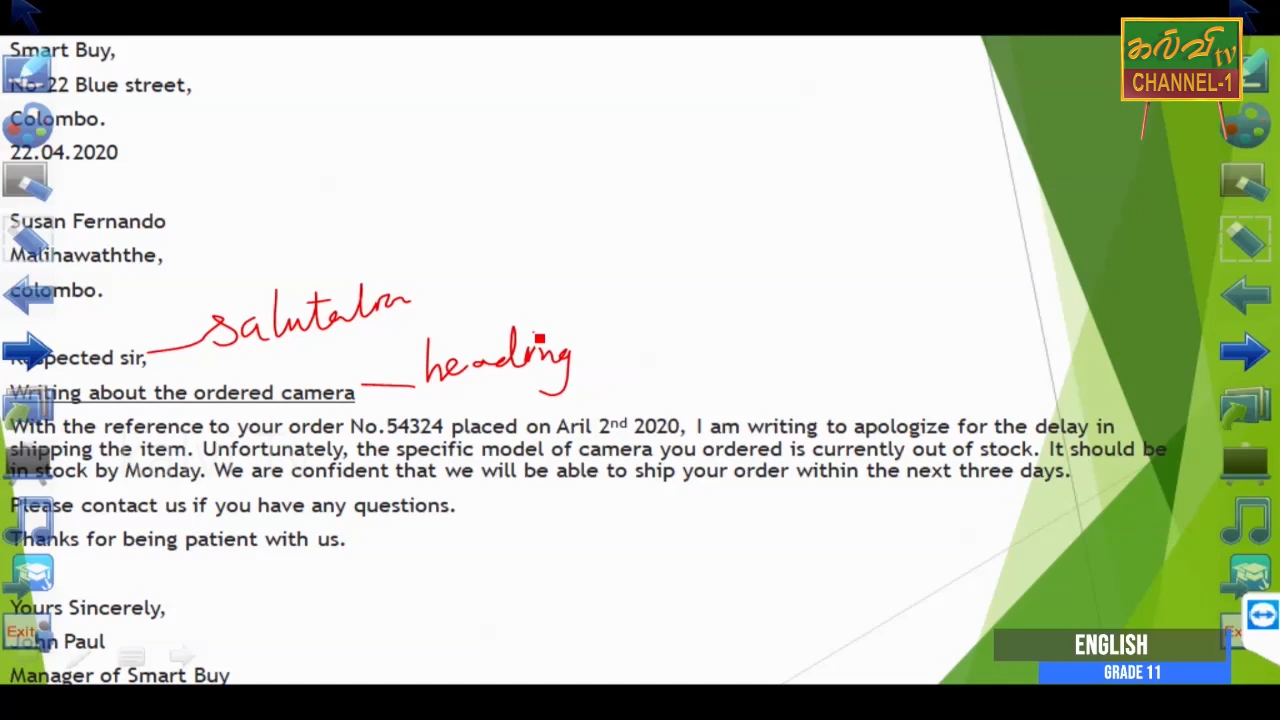 Smart Buy,
No-22 Blue street,
Colombo.
22.04.2020
Susan Fernando
Malihawaththe,
colombo.
Respected sir,
salutation
Writing about the ordered camera
heading
With the reference to your order No.54324 placed on Aril 2nd 2020, I am writing to apologize for the delay in
shipping the item. Unfortunately, the specific model of camera you ordered is currently out of stock. It should be
in stock by Monday. We are confident that we will be able to ship your order within the next three days.
Please contact us if you have any questions.
Thanks for being patient with us.
Yours Sincerely,
John Paul
Manager of Smart Buy
கல்வி tv
CHANNEL-1
ENGLISH
GRADE 11
Exit
Ex